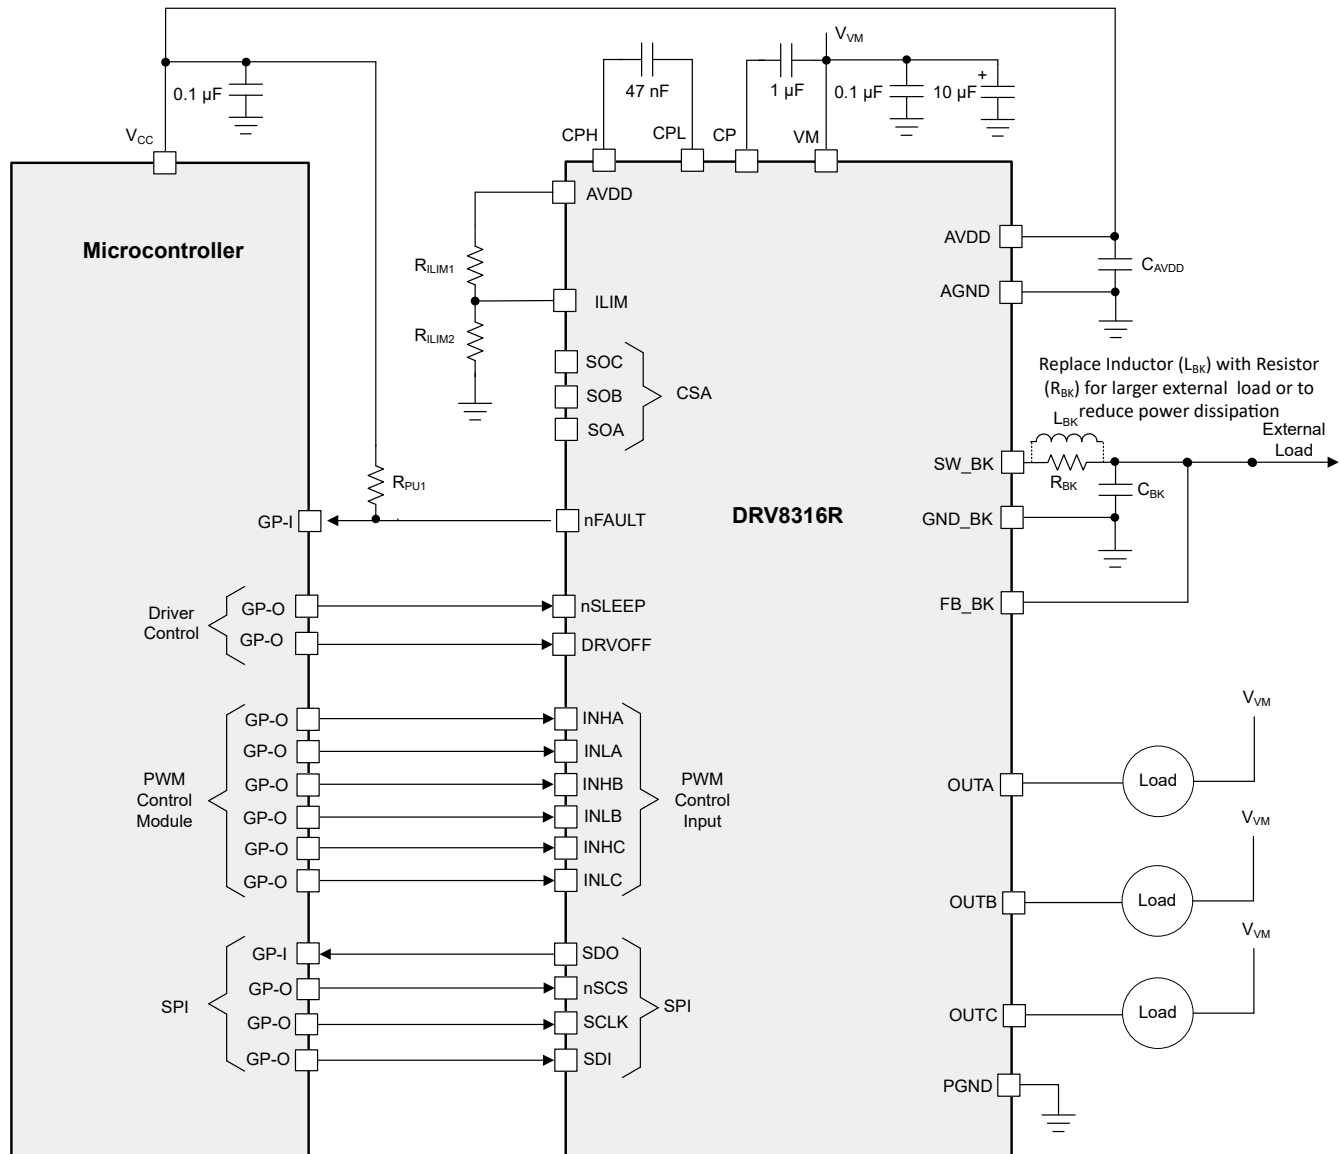 V_VM
+
0.1 µF
47 nF
1 µF
0.1 µF
10 µF
V_CC
CPH
CPL
CP
VM
AVDD
Microcontroller
AVDD
R_ILIM1
C_AVDD
AGND
ILIM
R_ILIM2
SOC
SOB
CSA
SOA
Replace Inductor (L_BK) with Resistor
(R_BK) for larger external load or to
reduce power dissipation
L_BK
External
Load
SW_BK
R_BK
C_BK
R_PU1
GP-I
nFAULT
DRV8316R
GND_BK
Driver
Control
GP-O
nSLEEP
FB_BK
GP-O
DRVOFF
V_VM
GP-O
INHA
GP-O
INLA
PWM
Control
Module
GP-O
INHB
PWM
Control
Input
OUTA
Load
GP-O
INLB
V_VM
GP-O
INHC
GP-O
INLC
OUTB
Load
V_VM
GP-I
SDO
GP-O
nSCS
SPI
SPI
GP-O
SCLK
OUTC
Load
GP-O
SDI
PGND